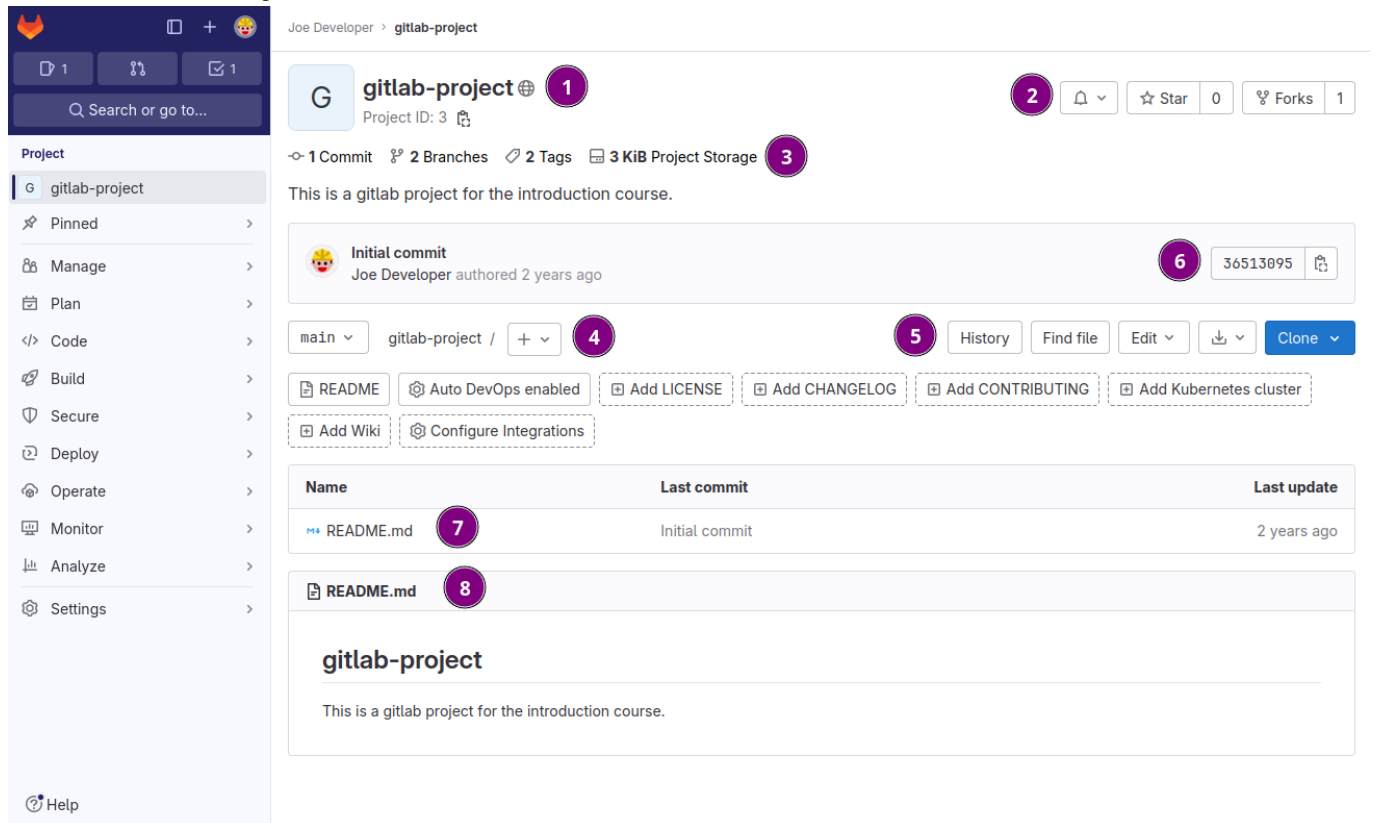 Joe Developer > gitlab-project
1 1
Search or go to...
Project
G gitlab-project
Pinned
Manage
Plan
Code
Build
Secure
Deploy
Operate
Monitor
Analyze
Settings
Help
G gitlab-project 1
Project ID: 3
2 Star 0 Forks 1
1 Commit 2 Branches 2 Tags 3 KiB Project Storage 3
This is a gitlab project for the introduction course.
Initial commit
Joe Developer authored 2 years ago
6 36513095
main gitlab-project / + 4 5 History Find file Edit Clone
README Auto DevOps enabled Add LICENSE Add CHANGELOG Add CONTRIBUTING Add Kubernetes cluster
Add Wiki Configure Integrations
Name Last commit Last update
README.md 7 Initial commit 2 years ago
README.md 8
gitlab-project
This is a gitlab project for the introduction course.